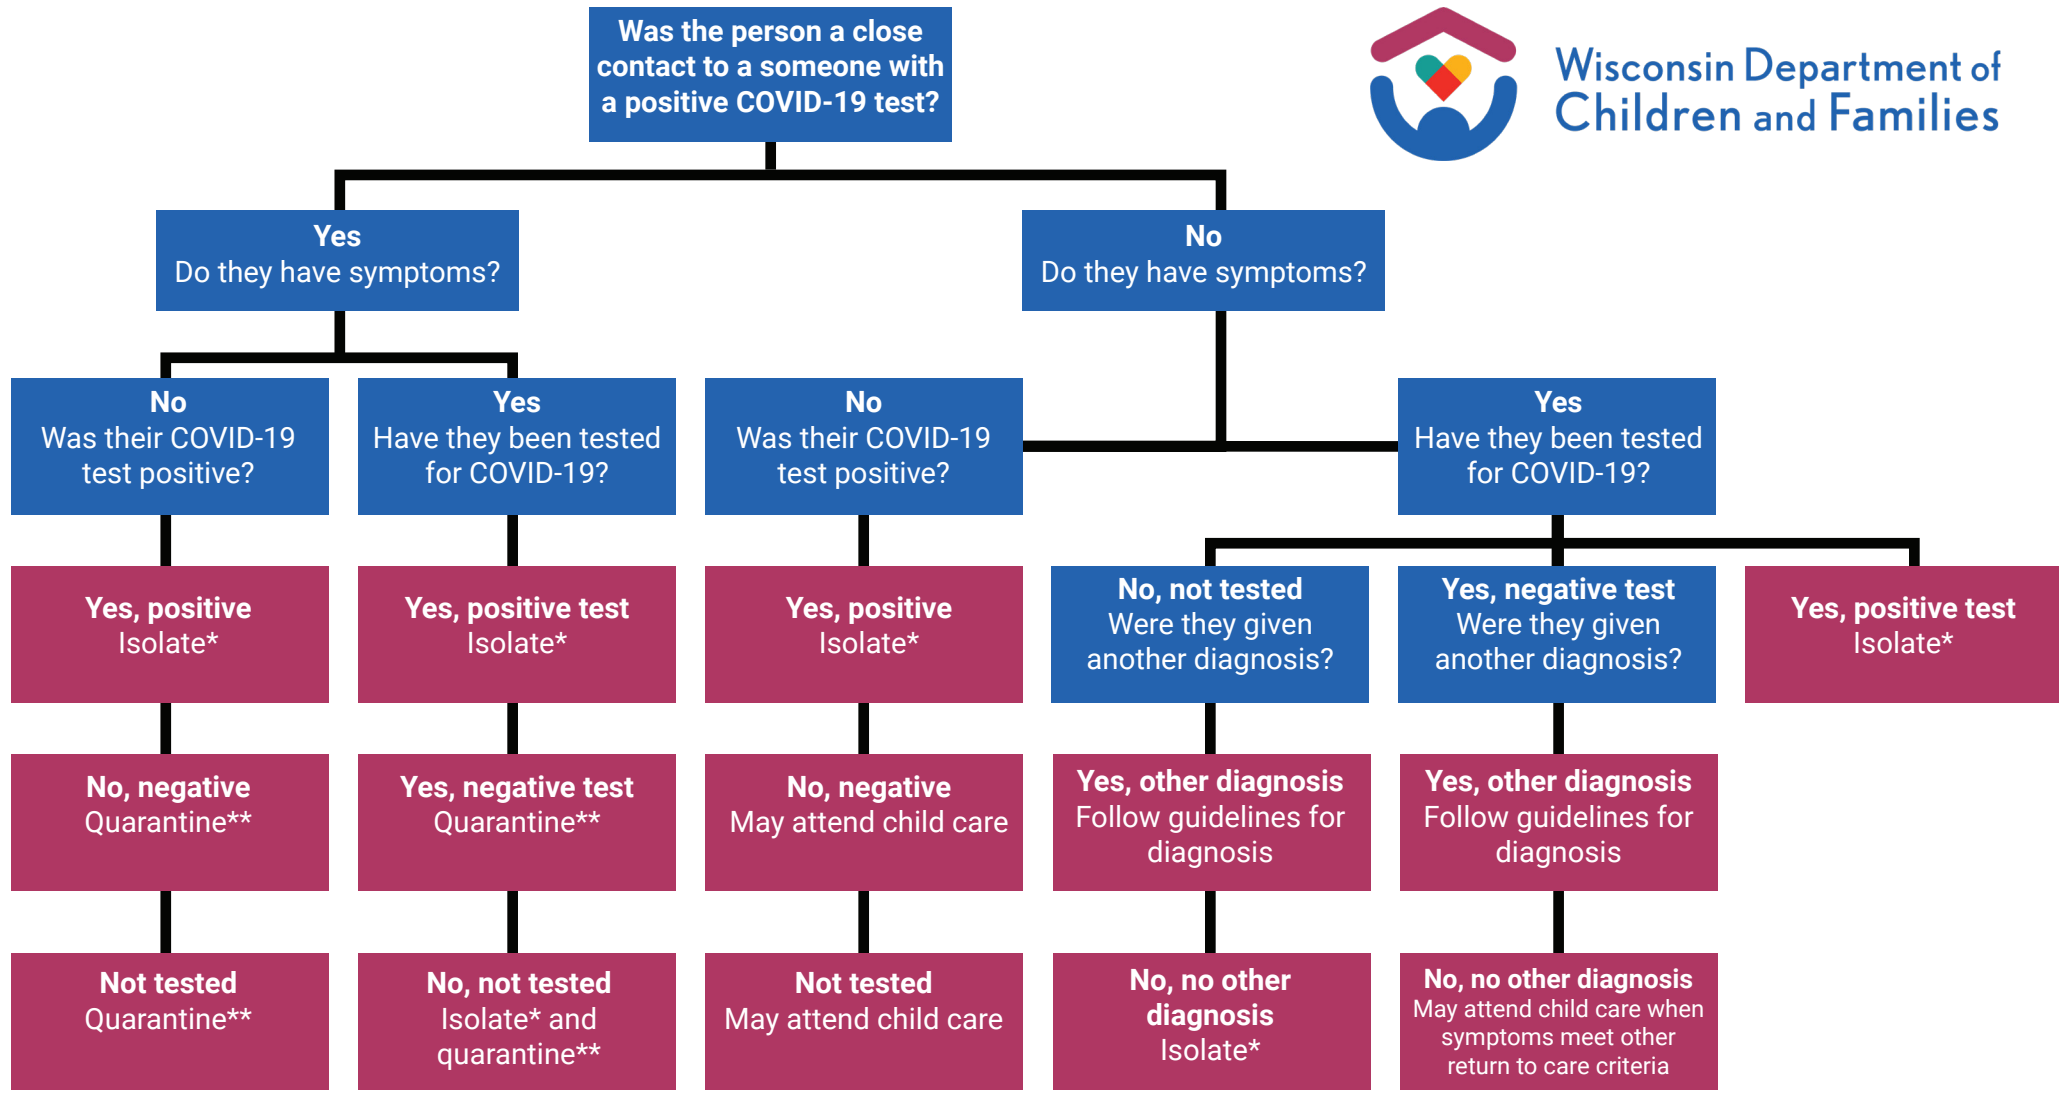 Was the person a close
contact to a someone with
a positive COVID-19 test?
Wisconsin Department of
Children and Families
Yes
Do they have symptoms?
No
Do they have symptoms?
No
Was their COVID-19
test positive?
Yes
Have they been tested
for COVID-19?
No
Was their COVID-19
test positive?
Yes
Have they been tested
for COVID-19?
Yes, positive
Isolate*
Yes, positive test
Isolate*
Yes, positive
Isolate*
No, not tested
Were they given
another diagnosis?
Yes, negative test
Were they given
another diagnosis?
Yes, positive test
Isolate*
No, negative
Quarantine**
Yes, negative test
Quarantine**
No, negative
May attend child care
Yes, other diagnosis
Follow guidelines for
diagnosis
Yes, other diagnosis
Follow guidelines for
diagnosis
Not tested
Quarantine**
No, not tested
Isolate* and
quarantine**
Not tested
May attend child care
No, no other
diagnosis
Isolate*
No, no other diagnosis
May attend child care when
symptoms meet other
return to care criteria